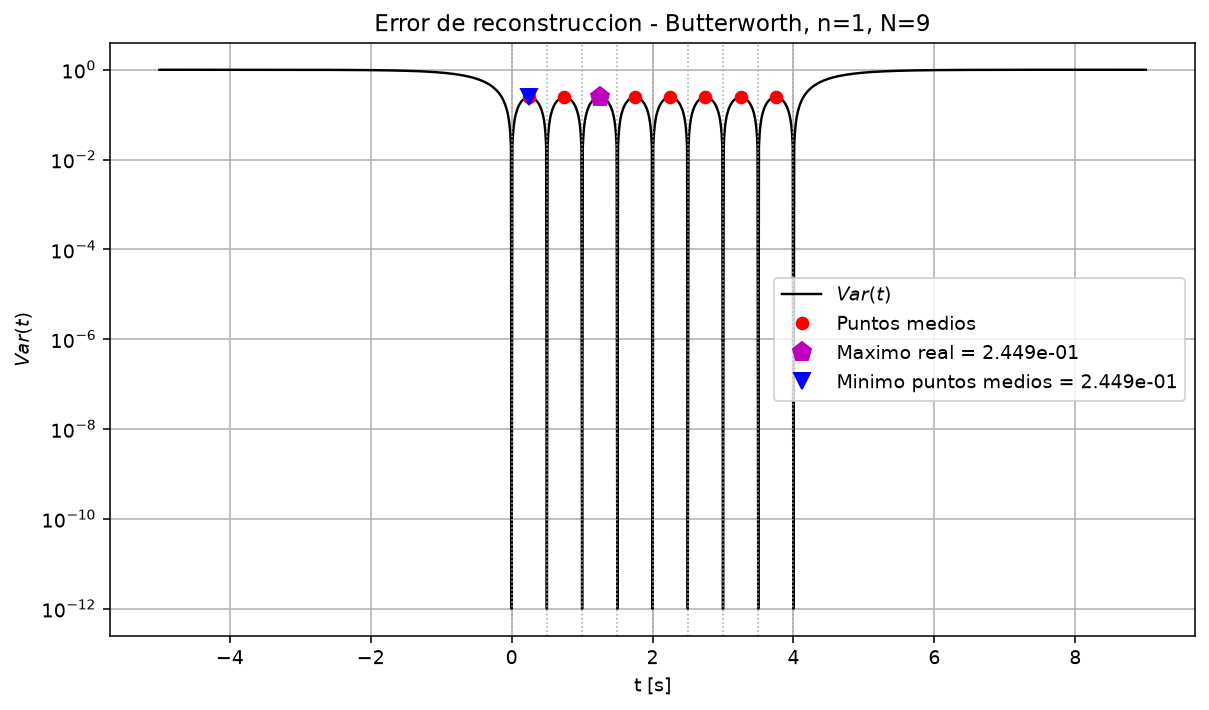 Error de reconstruccion - Butterworth, n=1, N=9
Var(t)
10^0
10^-2
10^-4
10^-6
10^-8
10^-10
10^-12
Var(t)
Puntos medios
Maximo real = 2.449e-01
Minimo puntos medios = 2.449e-01
−4 −2 0 2 4 6 8
t [s]